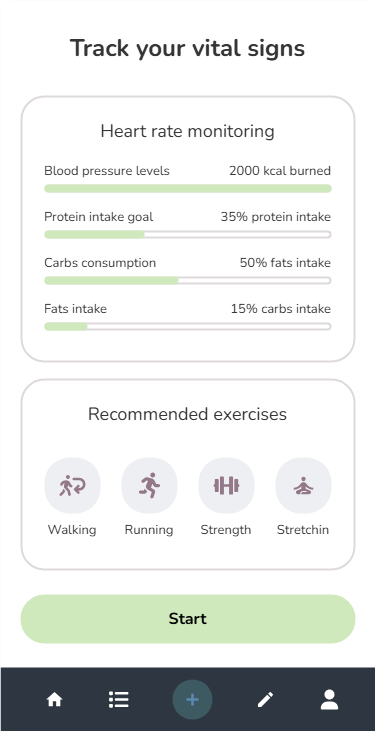 Track your vital signs
Heart rate monitoring
Blood pressure levels 2000 kcal burned
Protein intake goal 35% protein intake
Carbs consumption 50% fats intake
Fats intake 15% carbs intake
Recommended exercises
Walking Running Strength Stretchin
Start